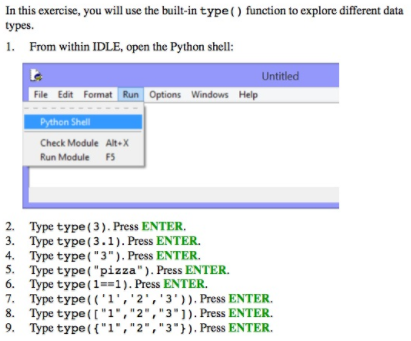 In this exercise, you will use the built-in type() function to explore different data
types.
1. From within IDLE, open the Python shell:
Untitled
File Edit Format Run Options Windows Help
Python Shell
Check Module Alt+X
Run Module F5
2. Type type(3). Press ENTER.
3. Type type(3.1). Press ENTER.
4. Type type("3"). Press ENTER.
5. Type type("pizza"). Press ENTER.
6. Type type(1==1). Press ENTER.
7. Type type(('1','2','3')). Press ENTER.
8. Type type(["1","2","3"]). Press ENTER.
9. Type type({"1","2","3"}). Press ENTER.